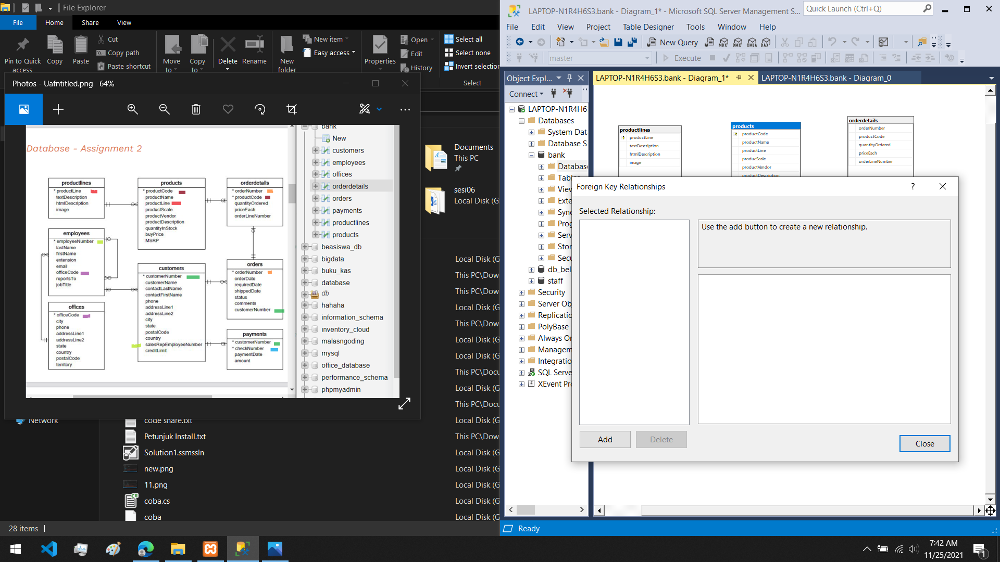 File Explorer
File
Home
Share
View
Pin to Quick access
Copy
Paste
Cut
Copy path
Paste shortcut
Move to
Copy to
Delete
Rename
New folder
New item
Easy access
Properties
Open
Edit
History
Select all
Select none
Invert selection
Select
Photos - Uafntitled.png   64%
Database - Assignment 2
productlines
* productLine
textDescription
htmlDescription
image
products
* productCode
productName
productLine
productScale
productVendor
productDescription
quantityInStock
buyPrice
MSRP
orderdetails
* orderNumber
* productCode
quantityOrdered
priceEach
orderLineNumber
employees
* employeeNumber
lastName
firstName
extension
email
officeCode
reportsTo
jobTitle
customers
* customerNumber
customerName
contactLastName
contactFirstName
phone
addressLine1
addressLine2
city
state
postalCode
country
salesRepEmployeeNumber
creditLimit
orders
* orderNumber
orderDate
requiredDate
shippedDate
status
comments
customerNumber
offices
* officeCode
city
phone
addressLine1
addressLine2
state
country
postalCode
territory
payments
* customerNumber
* checkNumber
paymentDate
amount
bank
New
customers
employees
offices
orderdetails
orders
payments
productlines
products
beasiswa_db
bigdata
buku_kas
database
db
hahaha
information_schema
inventory_cloud
malasngoding
mysql
office_database
performance_schema
phpmyadmin
Documents
This PC
sesi06
Local Disk (G
Local Disk (G
This PC\Dow
This PC\Dow
Local Disk (G
This PC\Dow
Local Disk (G
Local Disk (G
This PC\Docu
Local Disk (G
This PC\Docu
Network
code share.txt
Local Disk (G
Petunjuk Install.txt
This PC\Dow
Solution1.ssmssln
Local Disk (G
new.png
Local Disk (G
11.png
Local Disk (G
coba.cs
Local Disk (G
coba
Local Disk (G
28 items
LAPTOP-N1R4H6S3.bank - Diagram_1* - Microsoft SQL Server Management S...
Quick Launch (Ctrl+Q)
File
Edit
View
Project
Table Designer
Tools
Window
Help
New Query
MDX
DMX
XMLA
DAX
master
Execute
Object Expl...
LAPTOP-N1R4H6S3.bank - Diagram_1*
LAPTOP-N1R4H6S3.bank - Diagram_0
Connect
LAPTOP-N1R4H6
Databases
System Dat
Database S
bank
Database
Tabl
View
Exte
Sync
Prog
Serv
Stor
Secu
db_bel
staff
Security
Server Ob
Replicatio
PolyBase
Always On
Managem
Integratio
SQL Serve
XEvent Pr
productlines
productLine
textDescription
htmlDescription
image
products
productCode
productName
productLine
producScale
productVendor
productDescription
orderdetails
orderNumber
productCode
quantityOrdered
priceEach
orderLineNumber
Foreign Key Relationships
?
Selected Relationship:
Use the add button to create a new relationship.
Add
Delete
Close
Ready
7:42 AM
11/25/2021
1